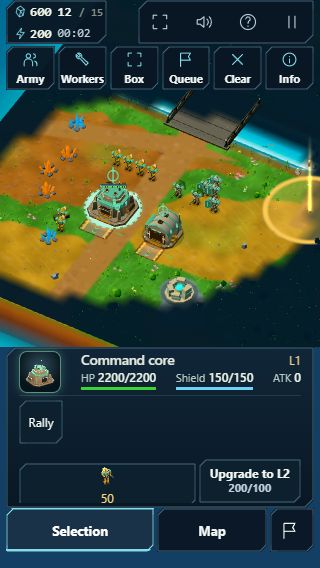 600 12 / 15
200 00:02
Army
Workers
Box
Queue
Clear
Info
Command core
L1
HP 2200/2200
Shield 150/150
ATK 0
Rally
50
Upgrade to L2
200/100
Selection
Map